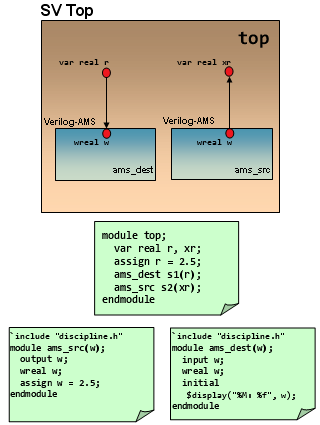 SV Top
top
var real r
var real xr
Verilog-AMS
Verilog-AMS
wreal w
wreal w
ams_dest
ams_src
module top;
var real r, xr;
assign r = 2.5;
ams_dest s1(r);
ams_src s2(xr);
endmodule
`include "discipline.h"
module ams_src(w);
output w;
wreal w;
assign w = 2.5;
endmodule
`include "discipline.h"
module ams_dest(w);
input w;
wreal w;
initial
$display("%M: %f", w);
endmodule